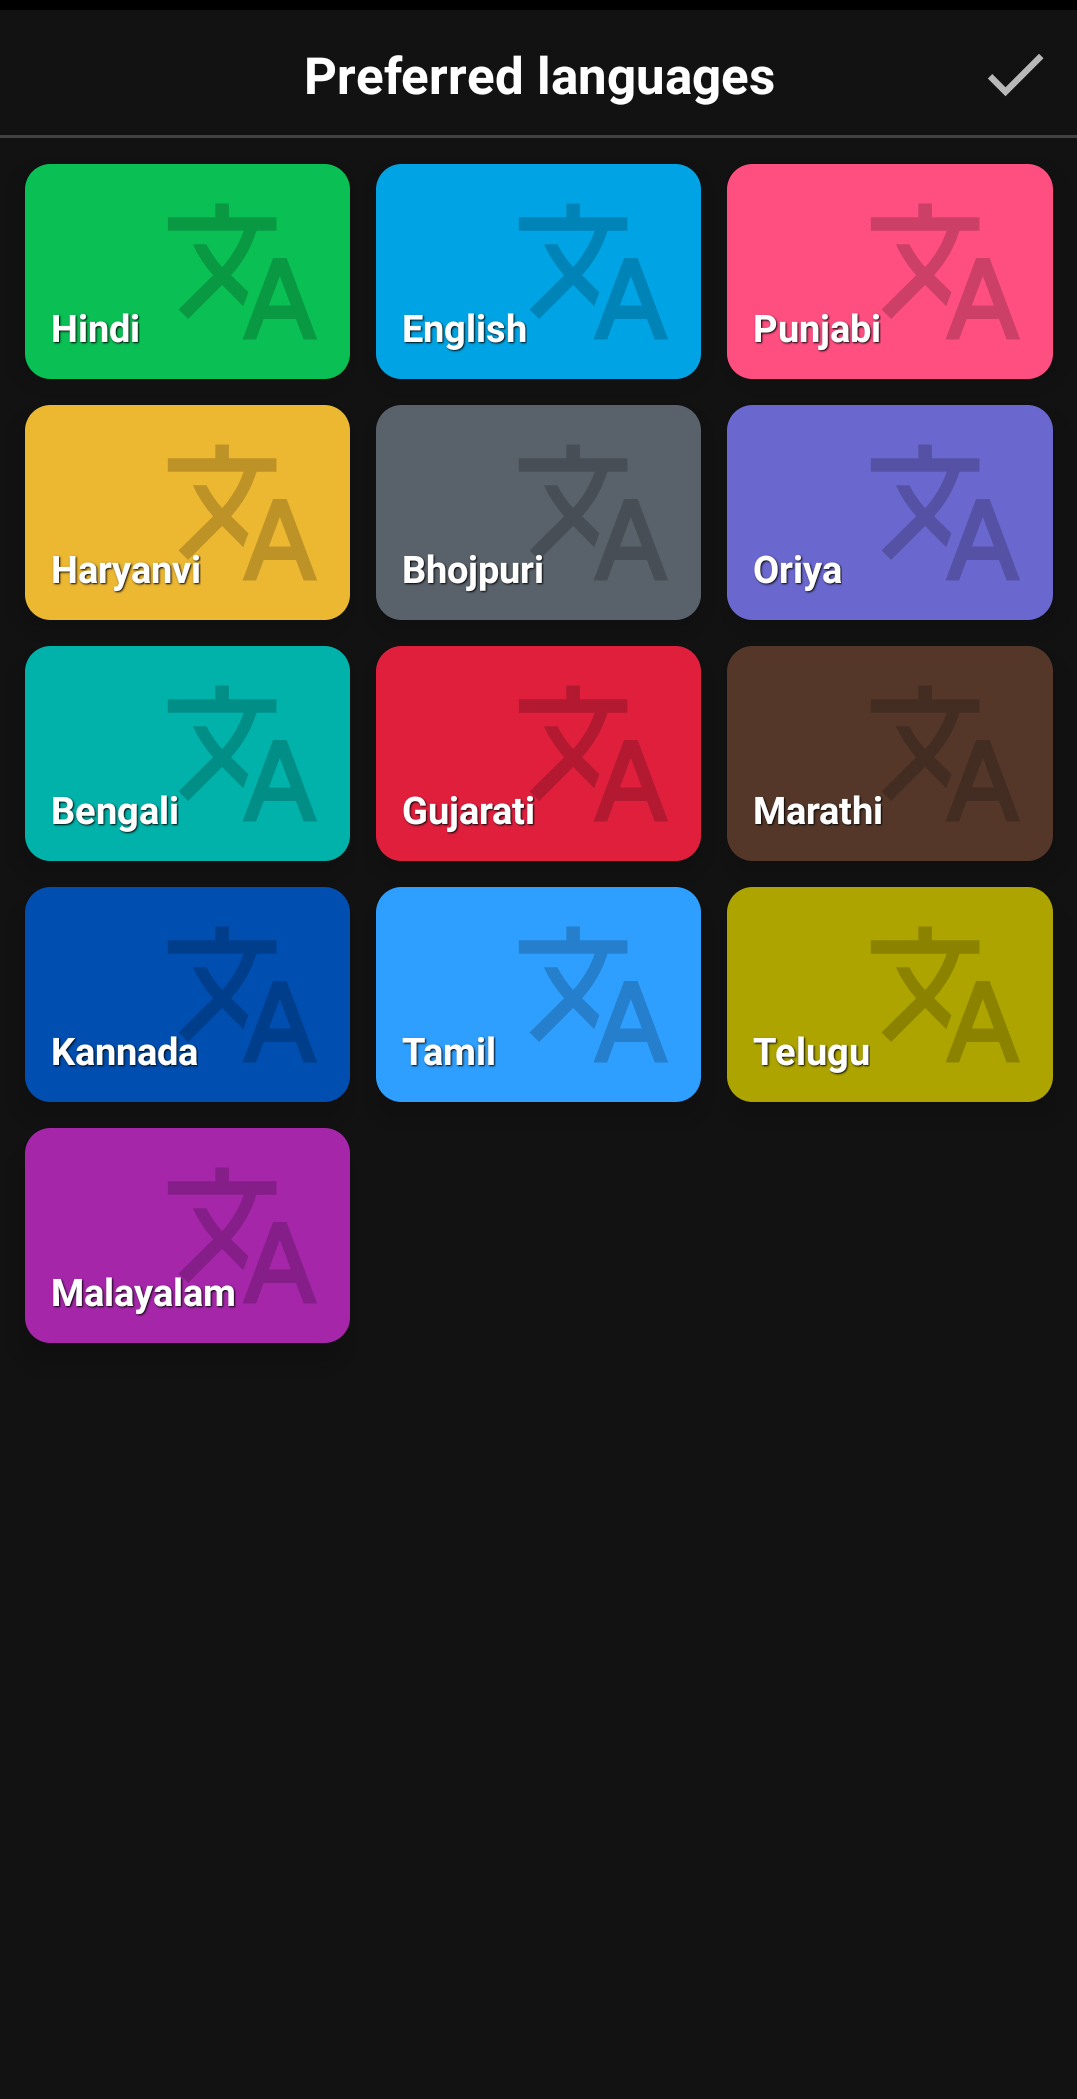 Preferred languages
Hindi
English
Punjabi
Haryanvi
Bhojpuri
Oriya
Bengali
Gujarati
Marathi
Kannada
Tamil
Telugu
Malayalam